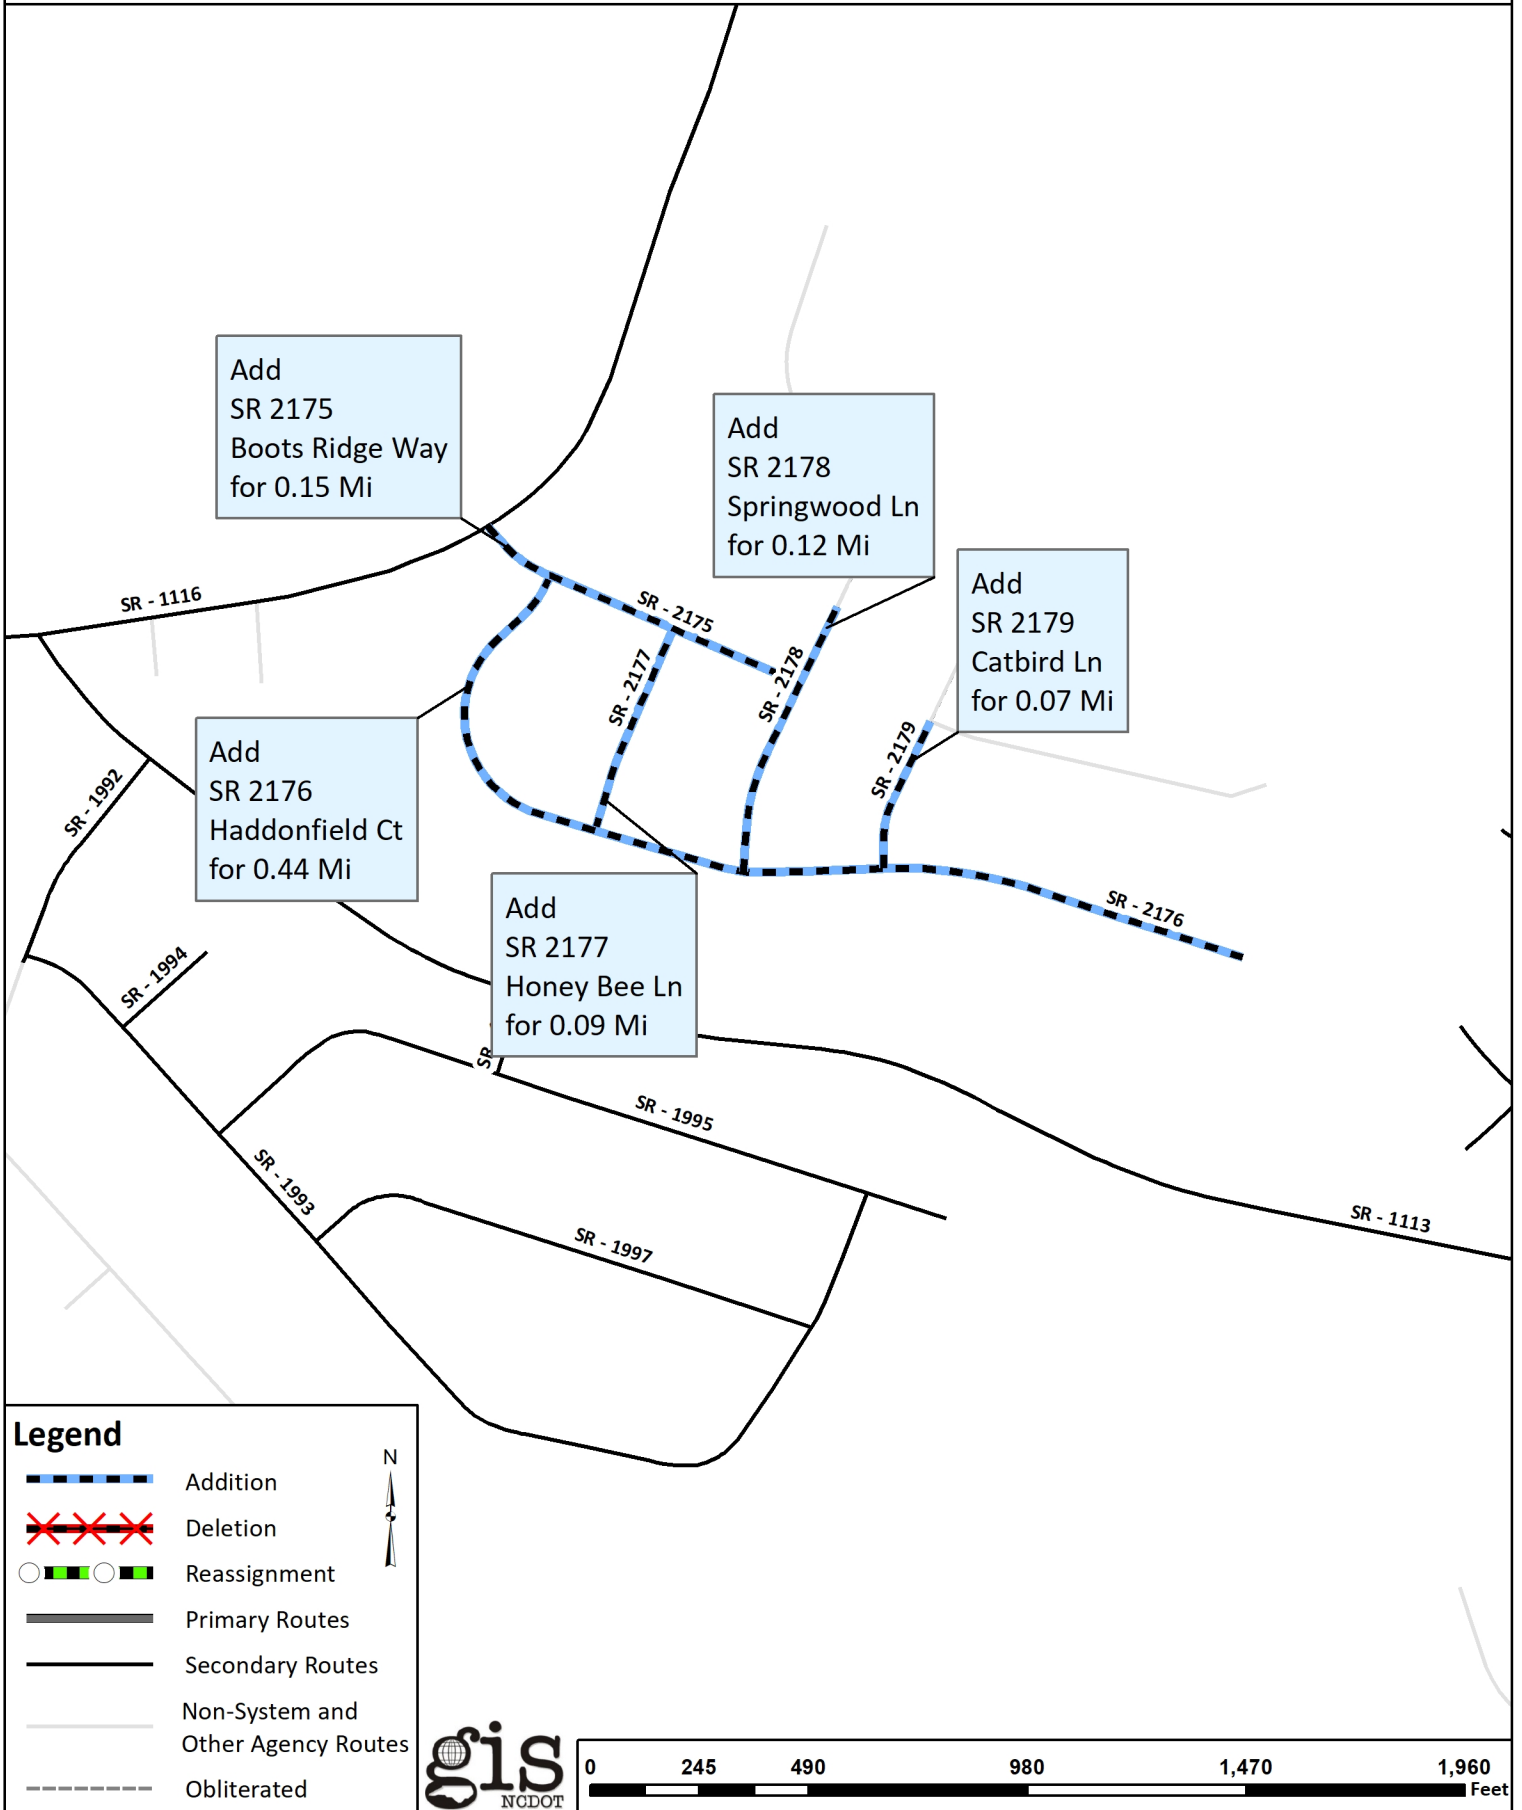 Add
SR 2175
Boots Ridge Way
for 0.15 Mi
Add
SR 2178
Springwood Ln
for 0.12 Mi
Add
SR 2179
Catbird Ln
for 0.07 Mi
SR - 1116
SR - 2175
SR - 2177
SR - 2178
SR - 2179
Add
SR 2176
Haddonfield Ct
for 0.44 Mi
SR - 1992
Add
SR 2177
Honey Bee Ln
for 0.09 Mi
SR - 2176
SR - 1994
SR
SR - 1995
SR - 1993
SR - 1997
SR - 1113
Legend
N
Addition
Deletion
Reassignment
Primary Routes
Secondary Routes
Non-System and
Other Agency Routes
Obliterated
gis
NCDOT
0 245 490 980 1,470 1,960
Feet